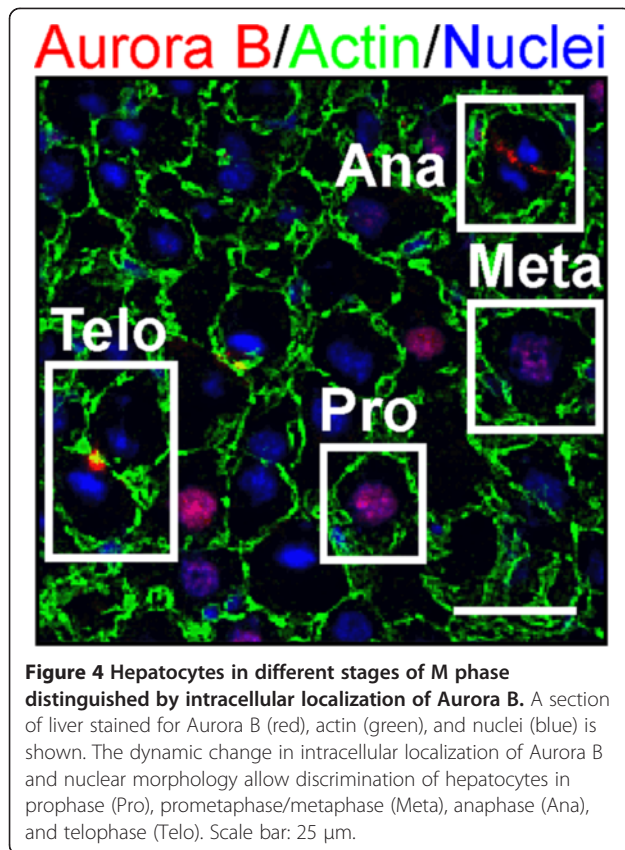 Aurora B/Actin/Nuclei
Ana
Meta
Telo
Pro
Figure 4 Hepatocytes in different stages of M phase
distinguished by intracellular localization of Aurora B. A section
of liver stained for Aurora B (red), actin (green), and nuclei (blue) is
shown. The dynamic change in intracellular localization of Aurora B
and nuclear morphology allow discrimination of hepatocytes in
prophase (Pro), prometaphase/metaphase (Meta), anaphase (Ana),
and telophase (Telo). Scale bar: 25 μm.